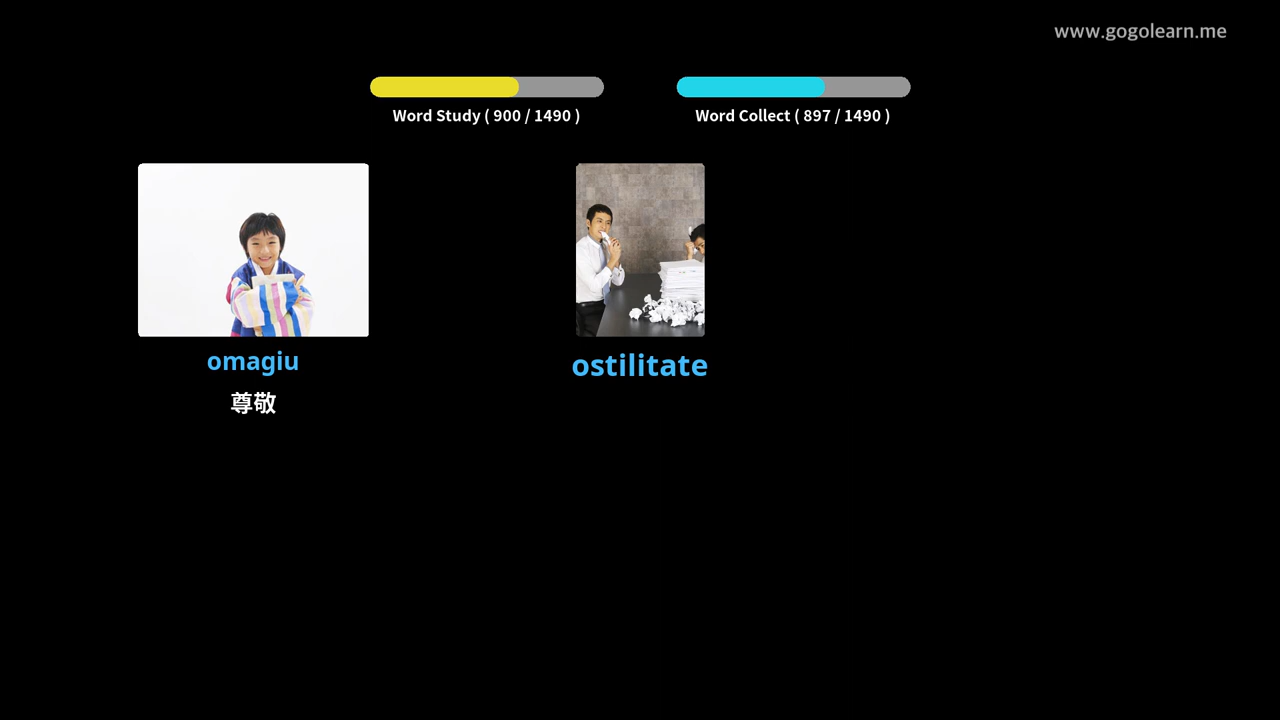 www.gogolearn.me
Word Study ( 900 / 1490 )
Word Collect ( 897 / 1490 )
omagiu
尊敬
ostilitate